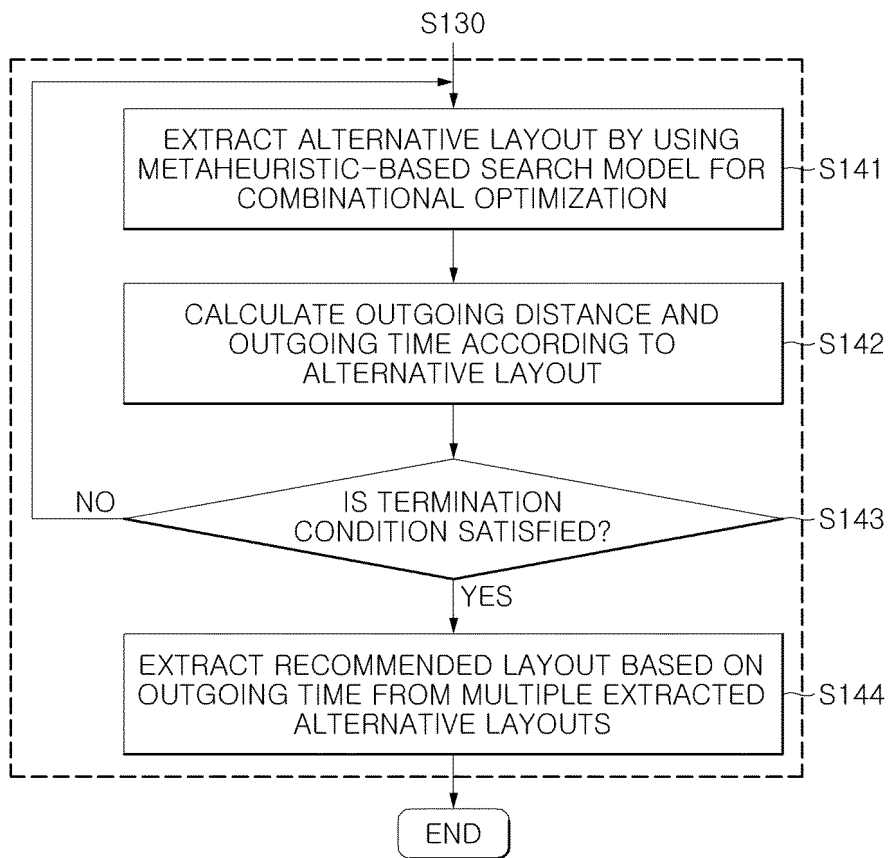 S130
EXTRACT ALTERNATIVE LAYOUT BY USING
METAHEURISTIC-BASED SEARCH MODEL FOR
COMBINATIONAL OPTIMIZATION
S141
CALCULATE OUTGOING DISTANCE AND
OUTGOING TIME ACCORDING TO
ALTERNATIVE LAYOUT
S142
NO
IS TERMINATION
CONDITION SATISFIED?
S143
YES
EXTRACT RECOMMENDED LAYOUT BASED ON
OUTGOING TIME FROM MULTIPLE EXTRACTED
ALTERNATIVE LAYOUTS
S144
END